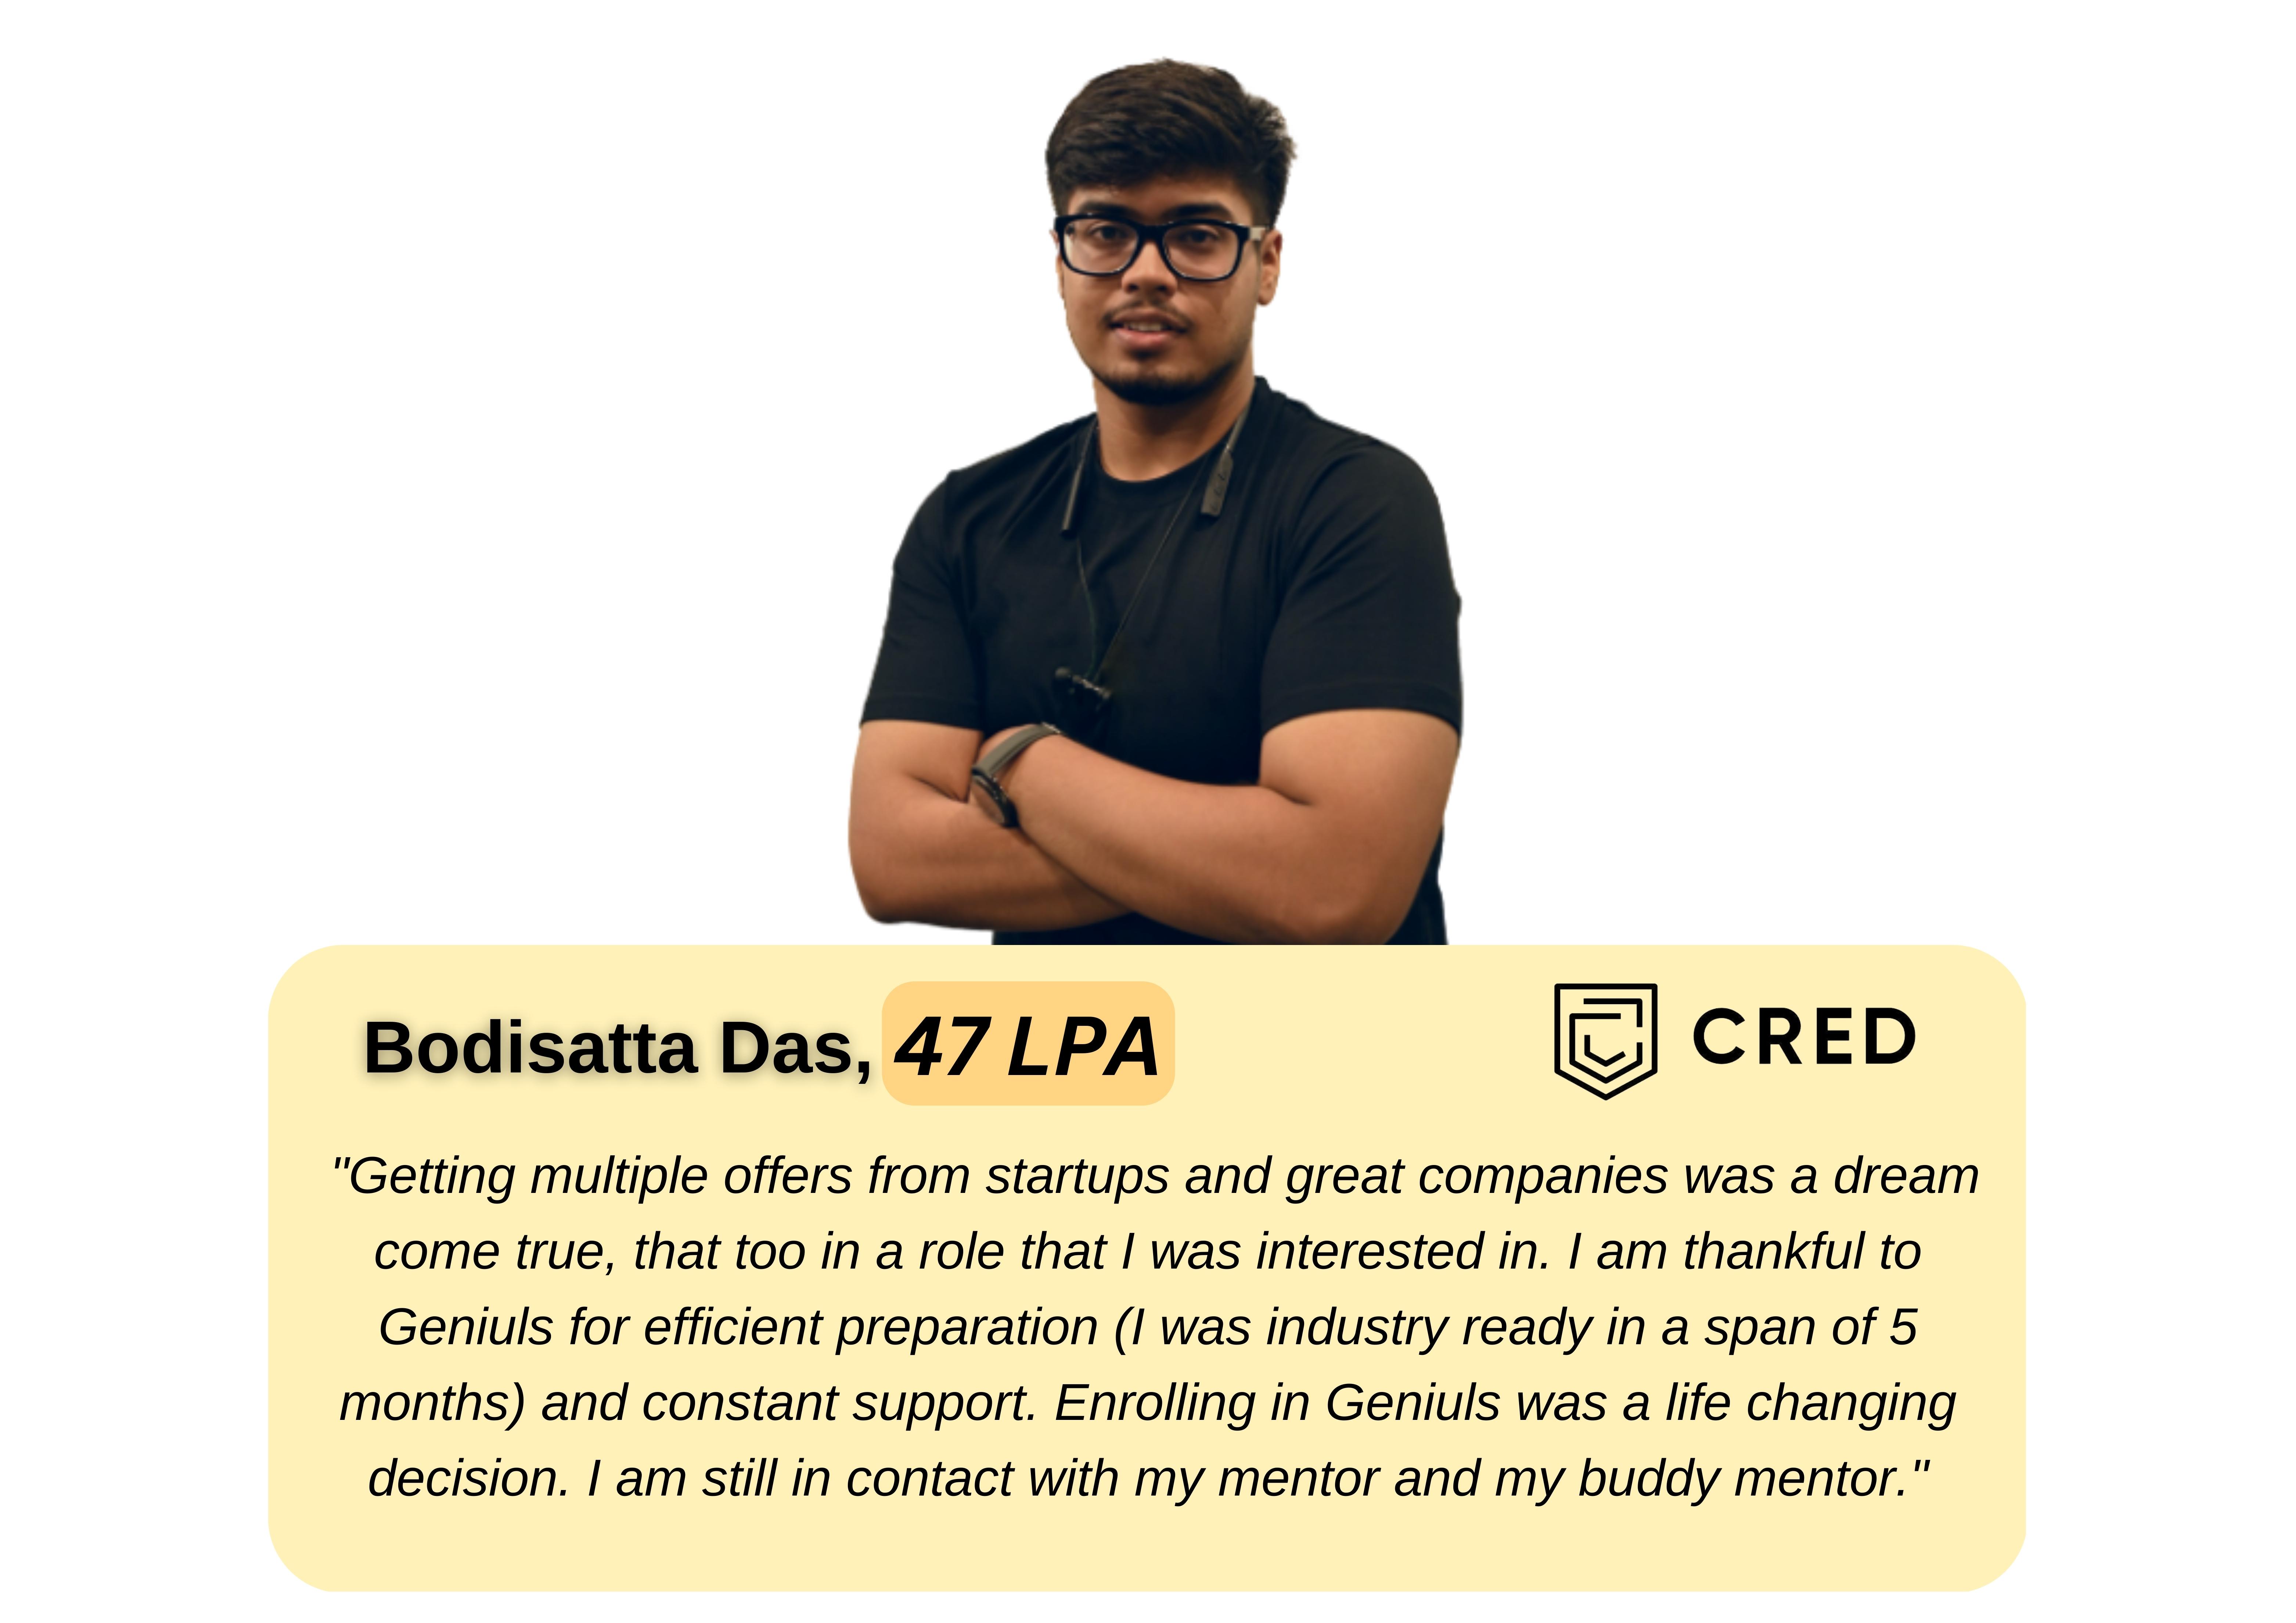 Bodisatta Das, 47 LPA
CRED
"Getting multiple offers from startups and great companies was a dream
come true, that too in a role that I was interested in. I am thankful to
Geniuls for efficient preparation (I was industry ready in a span of 5
months) and constant support. Enrolling in Geniuls was a life changing
decision. I am still in contact with my mentor and my buddy mentor."